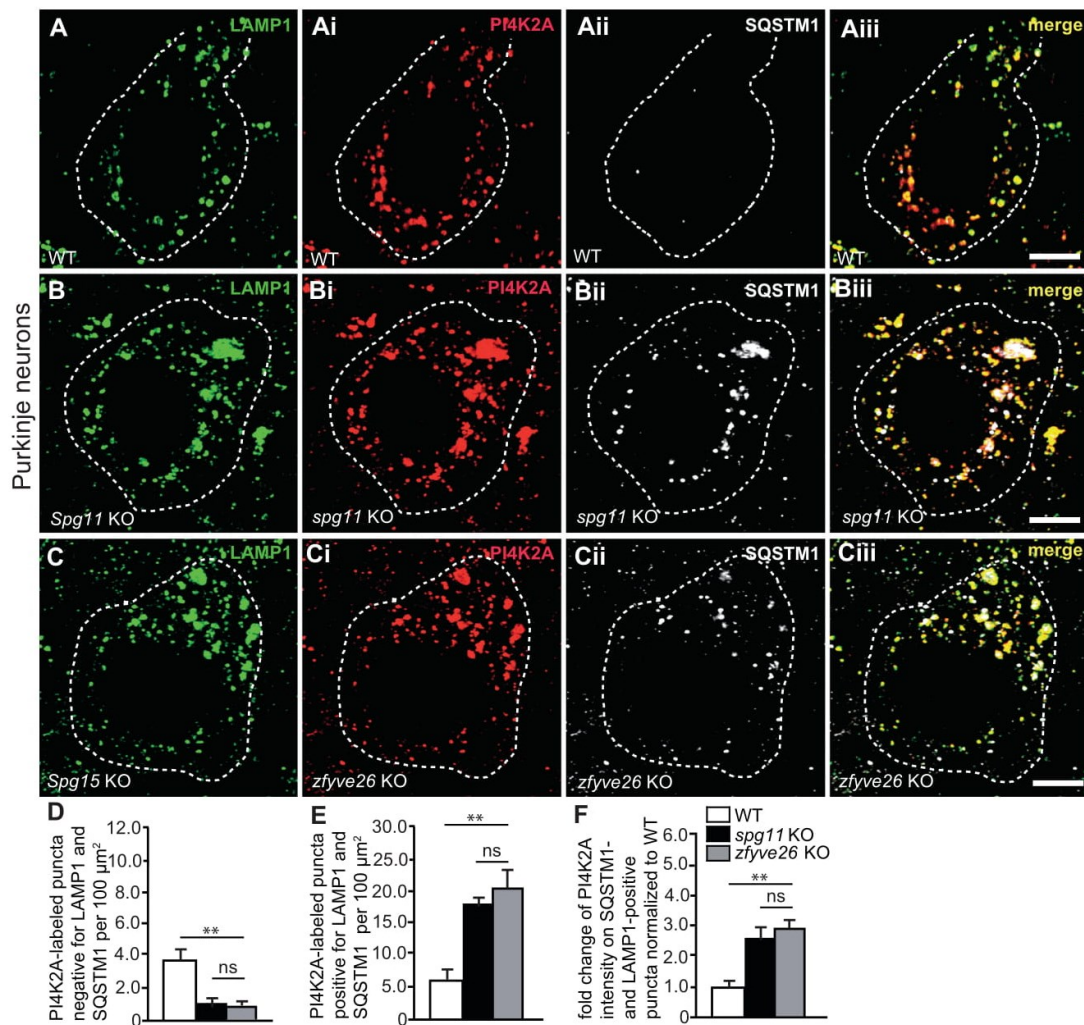 A LAMP1 Ai PI4K2A Aii SQSTM1 Aiii merge
WT WT WT WT
B LAMP1 Bi PI4K2A Bii SQSTM1 Biii merge
Purkinje neurons
Spg11 KO spg11 KO spg11 KO spg11 KO
C LAMP1 Ci PI4K2A Cii SQSTM1 Ciii merge
Spg15 KO zfyve26 KO zfyve26 KO zfyve26 KO
D
PI4K2A-labeled puncta
negative for LAMP1 and
SQSTM1 per 100 µm²
12.0
8.0
4.0
2.0
1.0
0
**
ns
E
PI4K2A-labeled puncta
positive for LAMP1 and
SQSTM1 per 100 µm²
30.0
25.0
20.0
15.0
10.0
5.0
0
**
ns
F
WT
spg11 KO
zfyve26 KO
fold change of PI4K2A
intensity on SQSTM1-
and LAMP1-positive
puncta normalized to WT
6.0
5.0
4.0
3.0
2.0
1.0
0
**
ns